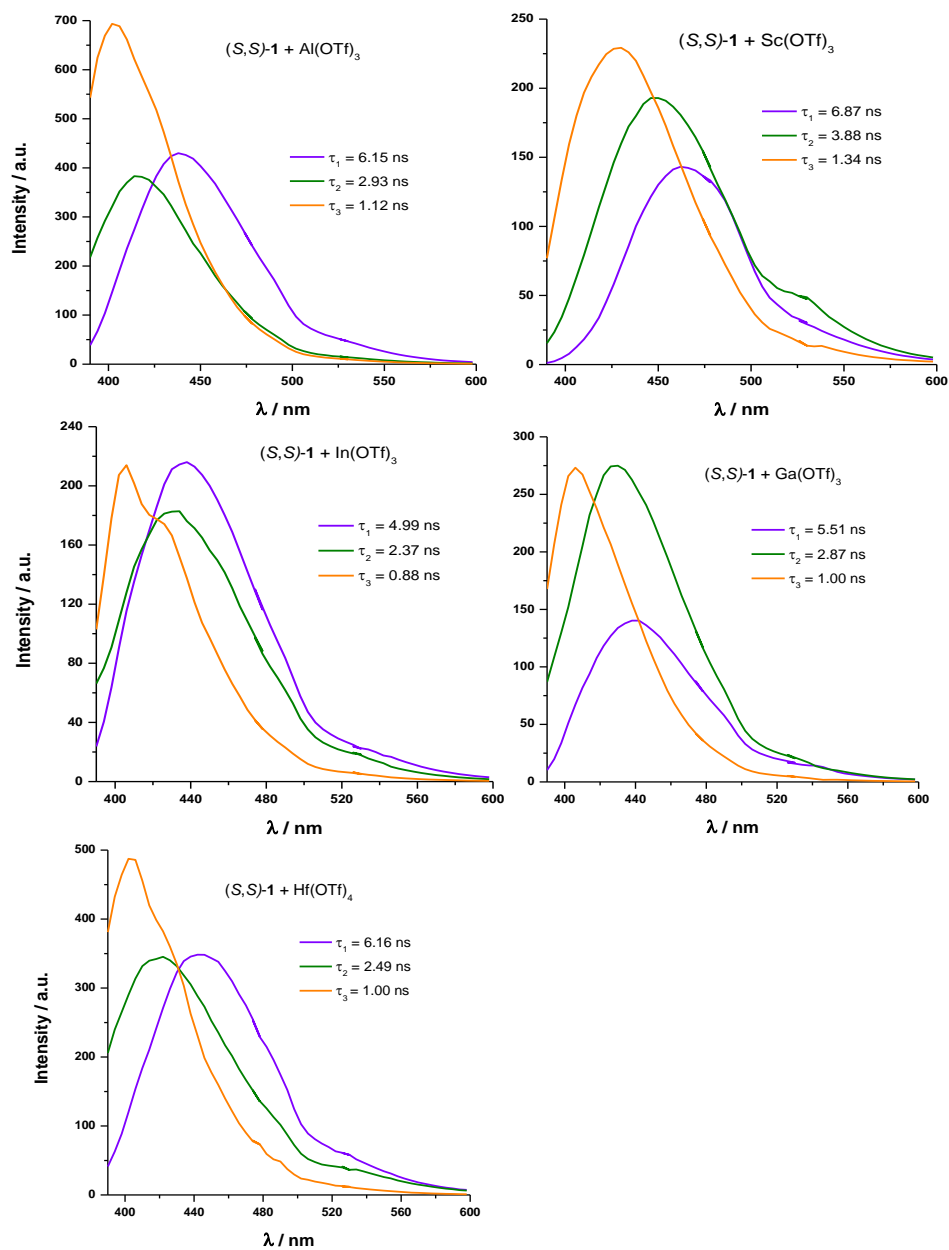 (S,S)-1 + Al(OTf)3
τ1 = 6.15 ns
τ2 = 2.93 ns
τ3 = 1.12 ns
Intensity / a.u.
0
100
200
300
400
500
600
700
400
450
500
550
600
λ / nm
(S,S)-1 + Sc(OTf)3
τ1 = 6.87 ns
τ2 = 3.88 ns
τ3 = 1.34 ns
0
50
100
150
200
250
400
450
500
550
600
λ / nm
(S,S)-1 + In(OTf)3
τ1 = 4.99 ns
τ2 = 2.37 ns
τ3 = 0.88 ns
Intensity / a.u.
0
40
80
120
160
200
240
400
440
480
520
560
600
λ / nm
(S,S)-1 + Ga(OTf)3
τ1 = 5.51 ns
τ2 = 2.87 ns
τ3 = 1.00 ns
0
50
100
150
200
250
300
400
440
480
520
560
600
λ / nm
(S,S)-1 + Hf(OTf)4
τ1 = 6.16 ns
τ2 = 2.49 ns
τ3 = 1.00 ns
Intensity / a.u.
0
100
200
300
400
500
400
440
480
520
560
600
λ / nm